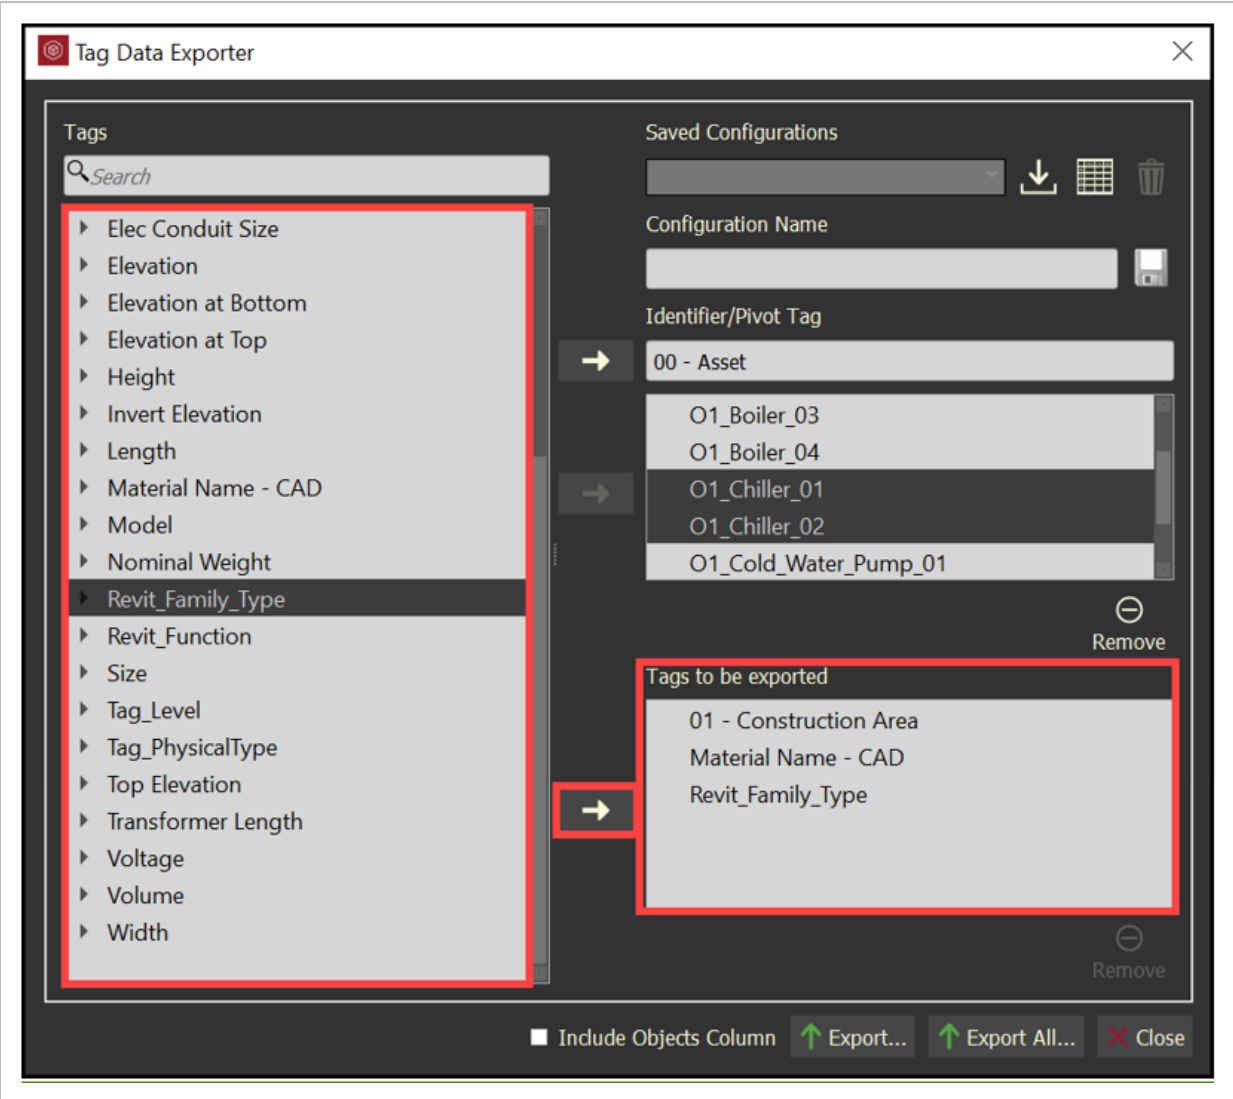 Tag Data Exporter
Tags
Search
Elec Conduit Size
Elevation
Elevation at Bottom
Elevation at Top
Height
Invert Elevation
Length
Material Name - CAD
Model
Nominal Weight
Revit_Family_Type
Revit_Function
Size
Tag_Level
Tag_PhysicalType
Top Elevation
Transformer Length
Voltage
Volume
Width
Saved Configurations
Configuration Name
Identifier/Pivot Tag
00 - Asset
O1_Boiler_03
O1_Boiler_04
O1_Chiller_01
O1_Chiller_02
O1_Cold_Water_Pump_01
Remove
Tags to be exported
01 - Construction Area
Material Name - CAD
Revit_Family_Type
Remove
Include Objects Column
Export...
Export All...
Close